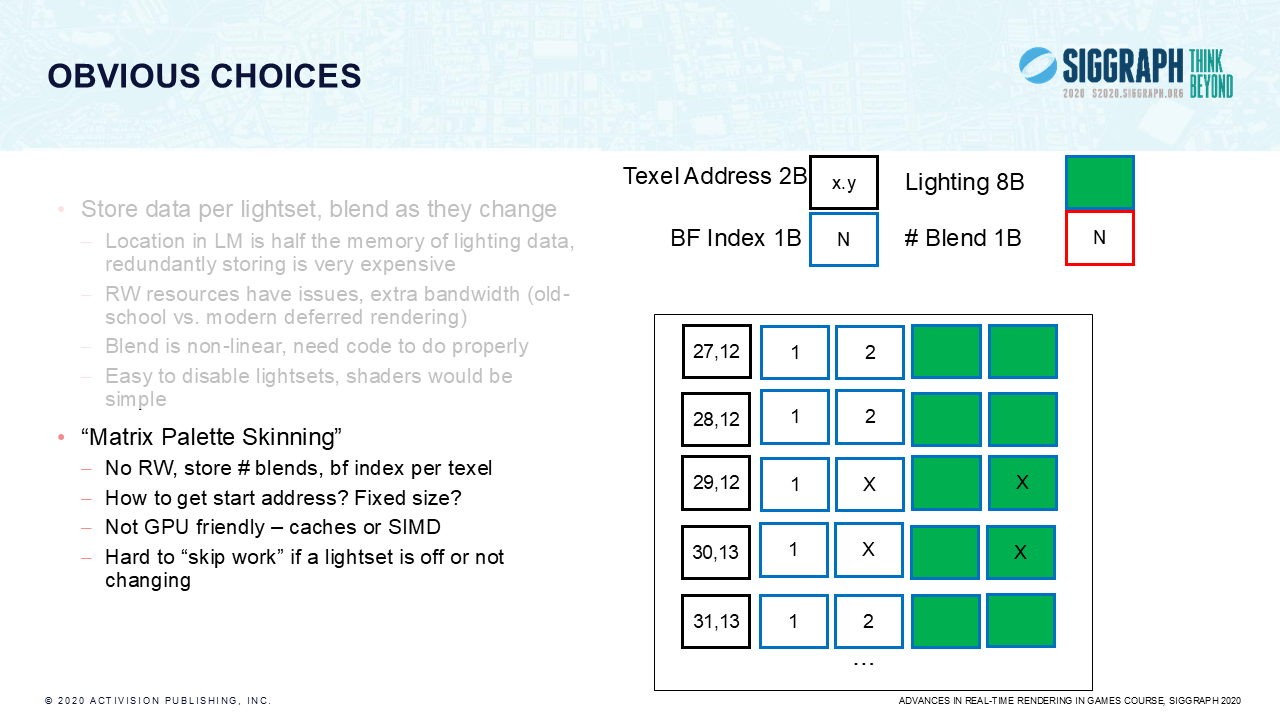 OBVIOUS CHOICES
SIGGRAPH THINK BEYOND
2020 S2020.SIGGRAPH.ORG
• Store data per lightset, blend as they change
– Location in LM is half the memory of lighting data,
redundantly storing is very expensive
– RW resources have issues, extra bandwidth (old-
school vs. modern deferred rendering)
– Blend is non-linear, need code to do properly
– Easy to disable lightsets, shaders would be
simple
• “Matrix Palette Skinning”
– No RW, store # blends, bf index per texel
– How to get start address? Fixed size?
– Not GPU friendly – caches or SIMD
– Hard to “skip work” if a lightset is off or not
changing
Texel Address 2B x.y Lighting 8B
BF Index 1B N # Blend 1B N
27,12 1 2
28,12 1 2
29,12 1 X X
30,13 1 X X
31,13 1 2
...
© 2020 ACTIVISION PUBLISHING, INC.
ADVANCES IN REAL-TIME RENDERING IN GAMES COURSE, SIGGRAPH 2020